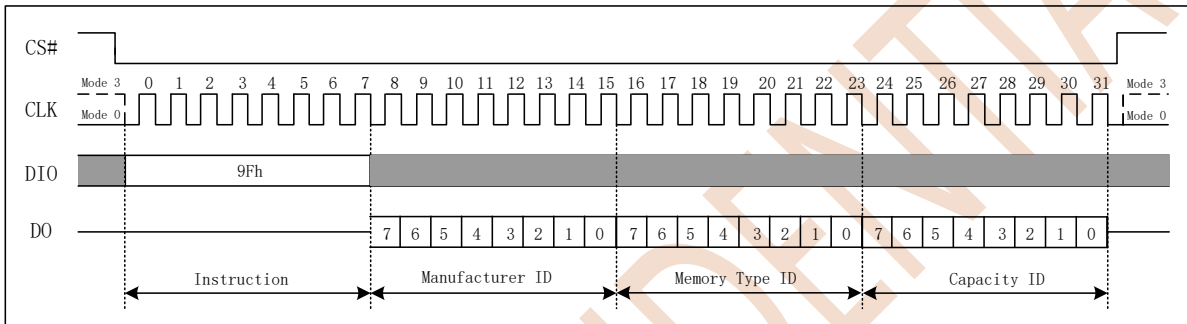 CS#
Mode 3 0 1 2 3 4 5 6 7 8 9 10 11 12 13 14 15 16 17 18 19 20 21 22 23 24 25 26 27 28 29 30 31 Mode 3
CLK
Mode 0 Mode 0
DIO 9Fh
DO 7 6 5 4 3 2 1 0 7 6 5 4 3 2 1 0 7 6 5 4 3 2 1 0
Instruction Manufacturer ID Memory Type ID Capacity ID